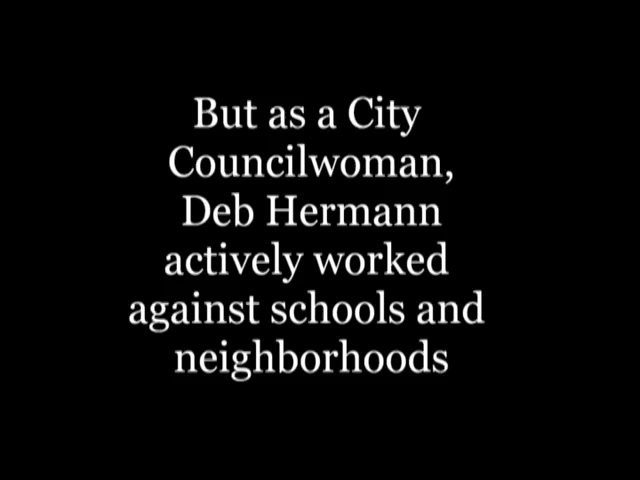 But as a City
Councilwoman,
Deb Hermann
actively worked
against schools and
neighborhoods